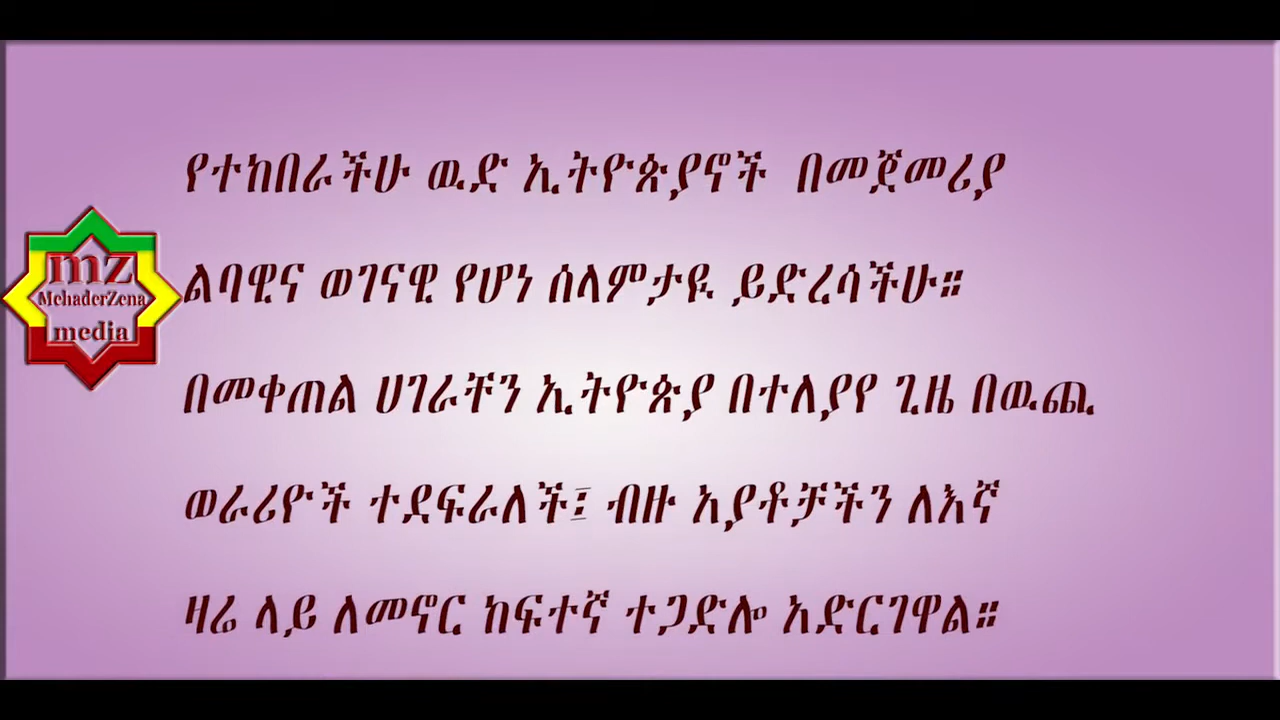 የተከበራችሁ ዉድ ኢትዮጵያኖች በመጀመሪያ
ልባዊና ወገናዊ የሆነ ሰላምታዬ ይድረሳችሁ።
በመቀጠል ሀገራችን ኢትዮጵያ በተለያየ ጊዜ በዉጪ
ወራሪዮች ተደፍራለች፤ ብዙ አያቶቻችን ለእኛ
ዛሬ ላይ ለመኖር ከፍተኛ ተጋድሎ አድርገዋል።
mz
MehaderZena
media